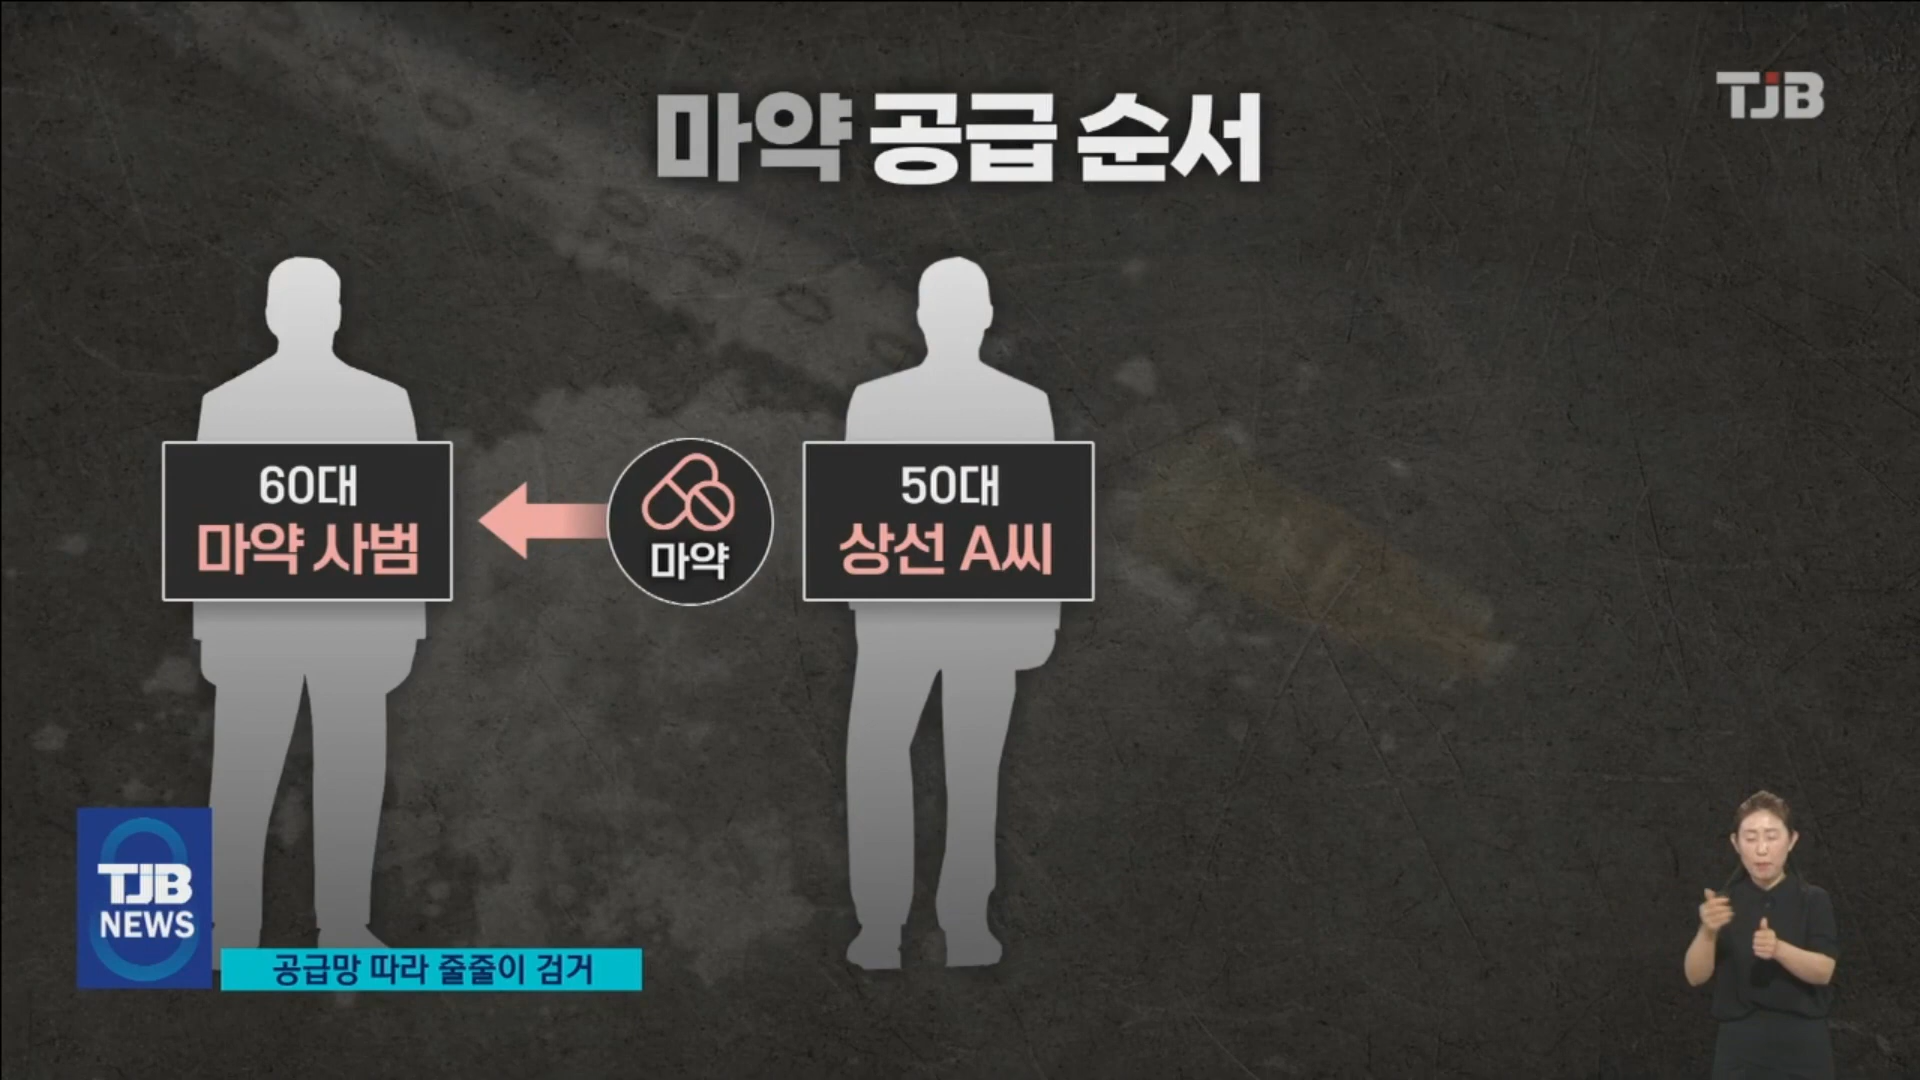 마약 공급 순서
TJB
60대
마약 사범
마약
50대
상선 A씨
TJB
NEWS
공급망 따라 줄줄이 검거